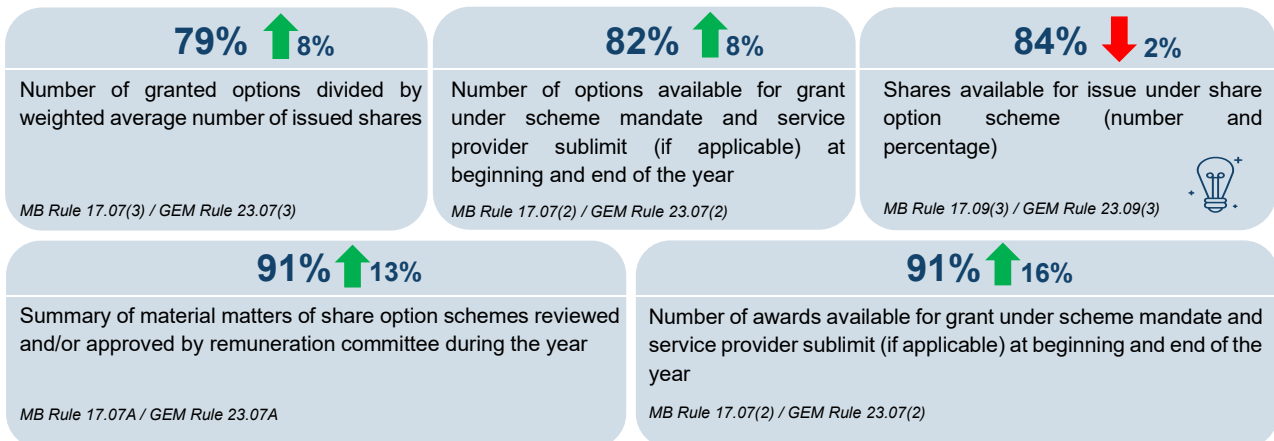 79% 8%
Number of granted options divided by
weighted average number of issued shares
MB Rule 17.07(3) / GEM Rule 23.07(3)
82% 8%
Number of options available for grant
under scheme mandate and service
provider sublimit (if applicable) at
beginning and end of the year
MB Rule 17.07(2) / GEM Rule 23.07(2)
84% 2%
Shares available for issue under share
option scheme (number and
percentage)
MB Rule 17.09(3) / GEM Rule 23.09(3)
91% 13%
Summary of material matters of share option schemes reviewed
and/or approved by remuneration committee during the year
MB Rule 17.07A / GEM Rule 23.07A
91% 16%
Number of awards available for grant under scheme mandate and
service provider sublimit (if applicable) at beginning and end of the
year
MB Rule 17.07(2) / GEM Rule 23.07(2)